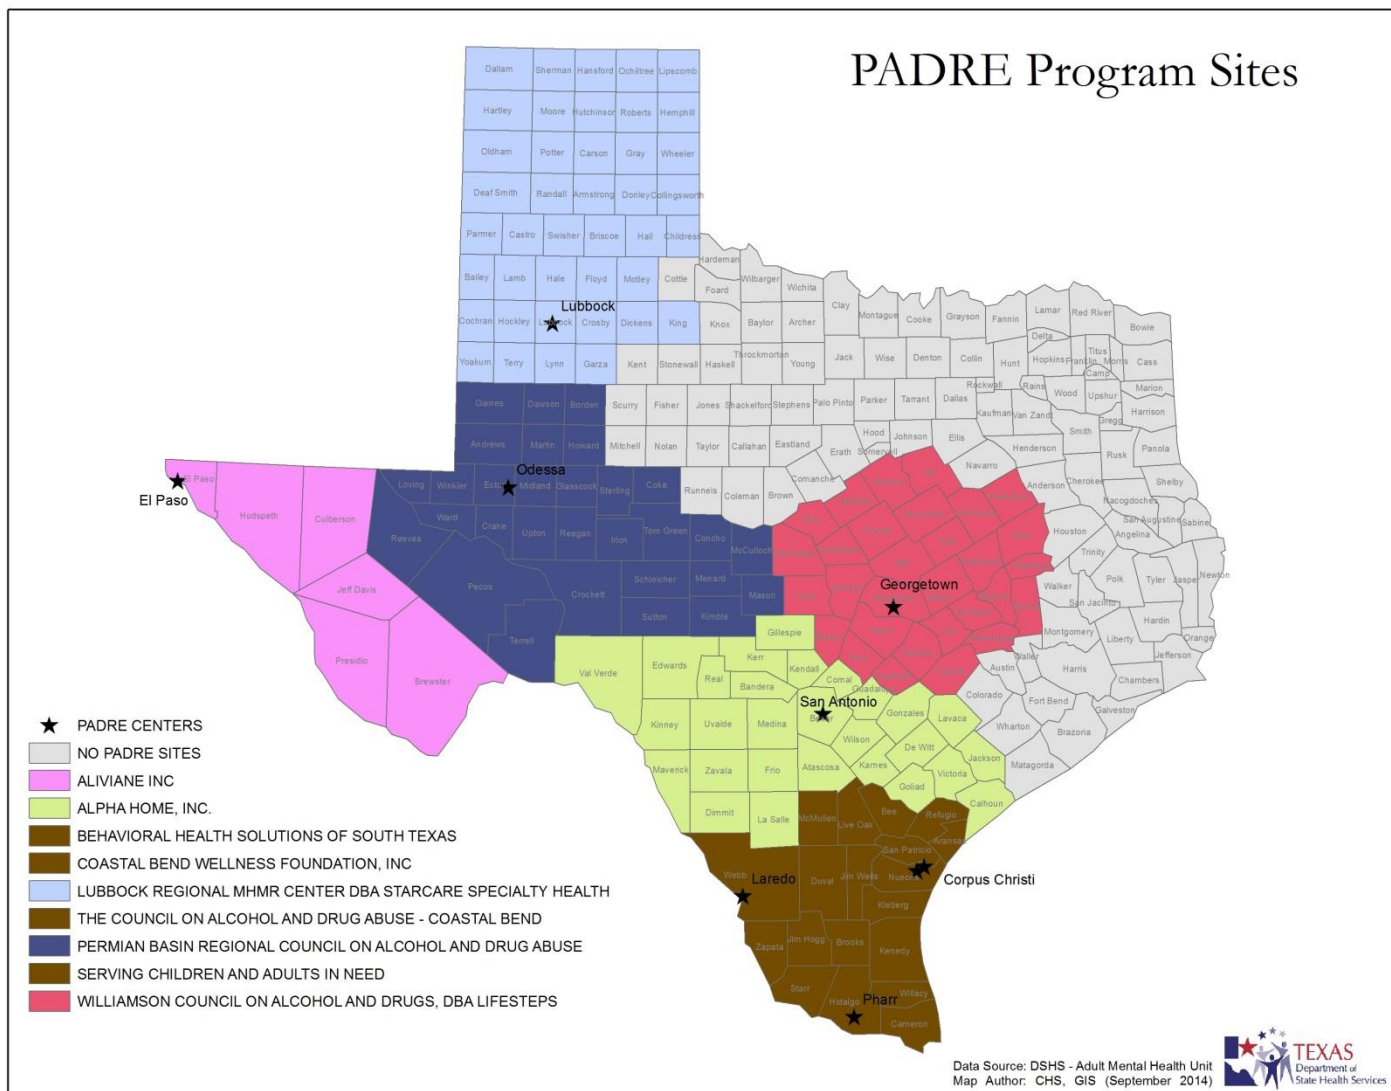 PADRE Program Sites
Dallam Sherman Hansford Ochiltree Lipscomb
Hartley Moore Hutchinson Roberts Hemphill
Oldham Potter Carson Gray Wheeler
Deaf Smith Randall Armstrong Donley Collingsworth
Parmer Castro Swisher Briscoe Hall Childress
Hardeman
Bailey Lamb Hale Floyd Motley Cottle Foard Wilbarger Wichita
Clay Montague Cooke Grayson Fannin Lamar Red River Bowie
Lubbock
Cochran Hockley Lubbock Crosby Dickens King Knox Baylor Archer
Delta Titus Hopkins Franklin Morris Cass Camp
Yoakum Terry Lynn Garza Kent Stonewall Haskell Throckmorton Young Jack Wise Denton Collin Hunt
Rockwall Rains Wood Upshur Marion
Gaines Dawson Borden Scurry Fisher Jones Shackelford Stephens Palo Pinto Parker Tarrant Dallas Kaufman Van Zandt Gregg Harrison
Andrews Martin Howard Mitchell Nolan Taylor Callahan Eastland Erath Hood Somervell Johnson Ellis Henderson Smith Rusk Panola
Navarro Anderson Cherokee Shelby
Odessa
El Paso
El Paso
Loving Winkler Ector Midland Glasscock Sterling Coke Runnels Coleman Brown Comanche
Nacogdoches San Augustine Sabine
Hudspeth Culberson Reeves Ward Crane Upton Reagan Irion Tom Green Concho McCulloch
Houston Angelina Trinity Polk Tyler Jasper Newton
Jeff Davis Pecos Crockett Schleicher Menard Mason
Georgetown
Walker San Jacinto Hardin
Terrell Sutton Kimble Gillespie
Montgomery Liberty Orange Jefferson
Presidio Brewster Val Verde Edwards Real Kerr Bandera Kendall Comal Guadalupe
Austin Waller Harris Chambers
San Antonio
Colorado Fort Bend Galveston
Kinney Uvalde Medina Bexar Wilson Gonzales Lavaca Wharton Brazoria
Maverick Zavala Frio Atascosa Karnes De Witt Jackson Victoria Matagorda
Dimmit La Salle Goliad Calhoun
McMullen Live Oak Bee Refugio Aransas
San Patricio
Laredo
Webb Duval Jim Wells Nueces
Corpus Christi
Kleberg
Zapata Jim Hogg Brooks Kenedy
Starr Hidalgo Willacy Cameron
Pharr
PADRE CENTERS
NO PADRE SITES
ALIVIANE INC
ALPHA HOME, INC.
BEHAVIORAL HEALTH SOLUTIONS OF SOUTH TEXAS
COASTAL BEND WELLNESS FOUNDATION, INC
LUBBOCK REGIONAL MHMR CENTER DBA STARCARE SPECIALTY HEALTH
THE COUNCIL ON ALCOHOL AND DRUG ABUSE - COASTAL BEND
PERMIAN BASIN REGIONAL COUNCIL ON ALCOHOL AND DRUG ABUSE
SERVING CHILDREN AND ADULTS IN NEED
WILLIAMSON COUNCIL ON ALCOHOL AND DRUGS, DBA LIFESTEPS
Data Source: DSHS - Adult Mental Health Unit
Map Author: CHS, GIS (September 2014)
TEXAS
Department of
State Health Services